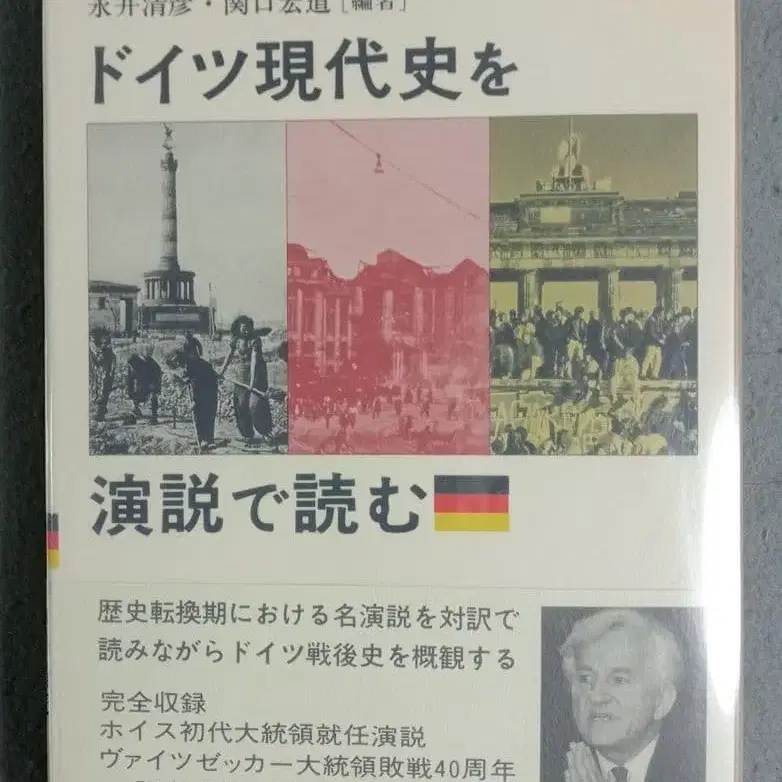 永井清彦・関口宏道[編者]
ドイツ現代史を
演説で読む
歴史転換期における名演説を対訳で
読みながらドイツ戦後史を概観する
完全収録
ホイス初代大統領就任演説
ヴァイツゼッカー大統領敗戦40周年